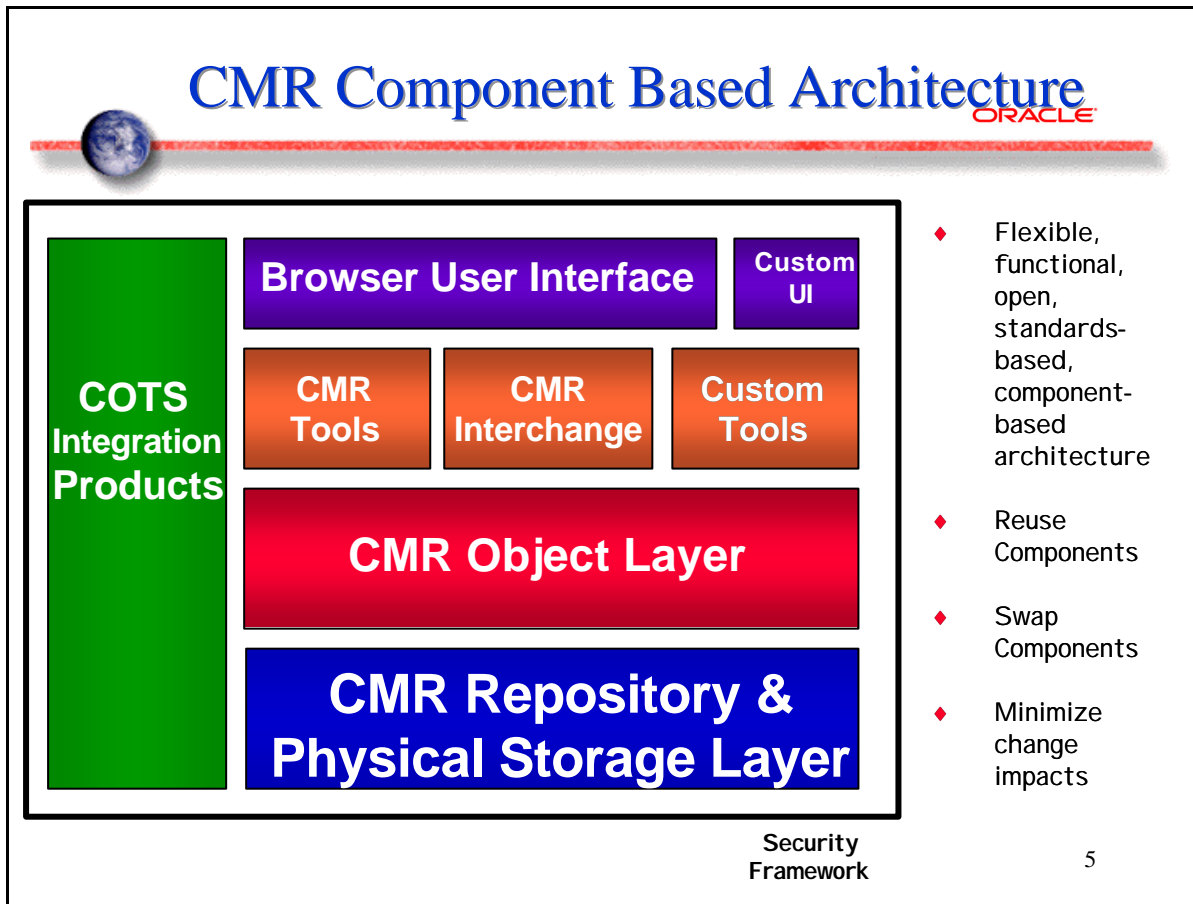 CMR Component Based Architecture
ORACLE
COTS
Integration
Products
Browser User Interface
Custom
UI
CMR
Tools
CMR
Interchange
Custom
Tools
CMR Object Layer
CMR Repository &
Physical Storage Layer
Security
Framework
Flexible,
functional,
open,
standards-
based,
component-
based
architecture
Reuse
Components
Swap
Components
Minimize
change
impacts
5